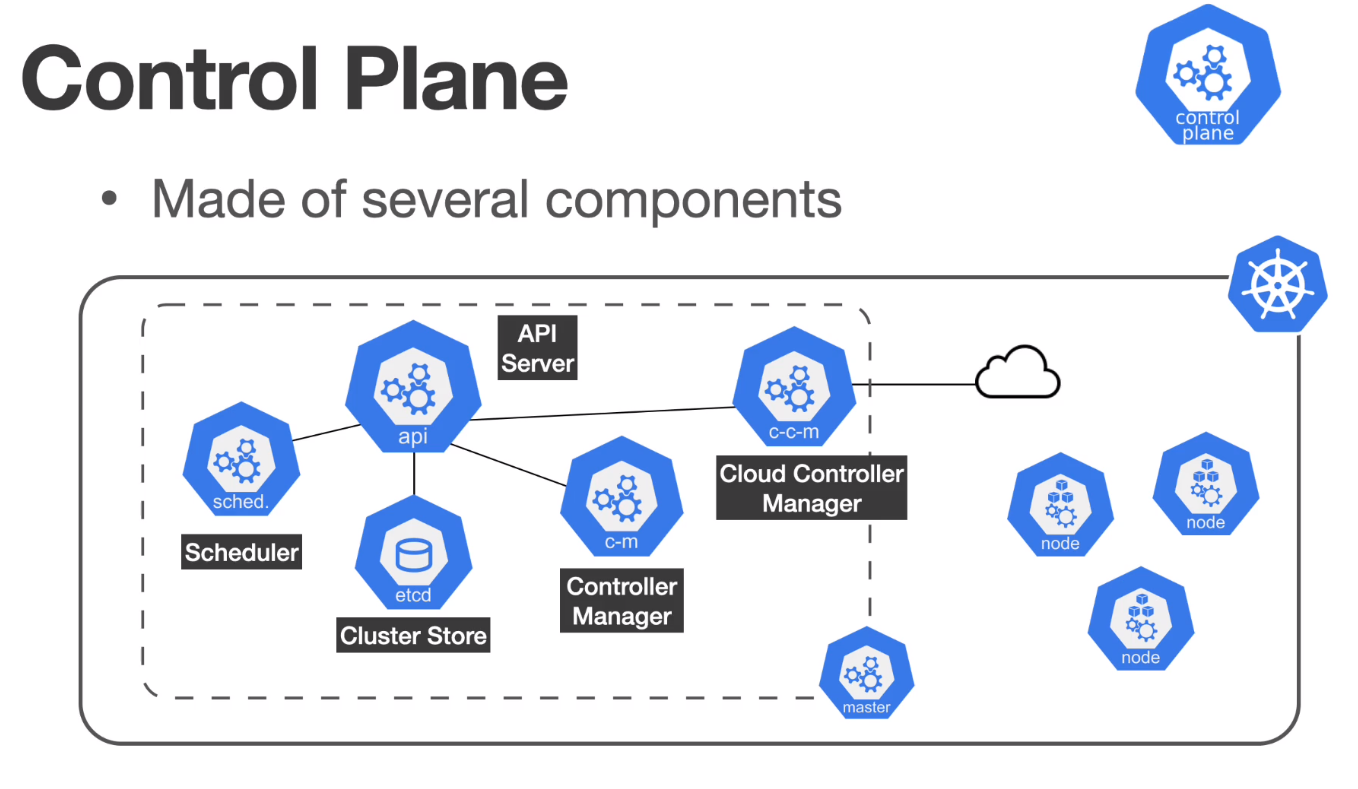 Control Plane
control
plane
• Made of several components
API
Server
api
c-c-m
Cloud Controller
Manager
sched.
Scheduler
etcd
Cluster Store
c-m
Controller
Manager
master
node
node
node